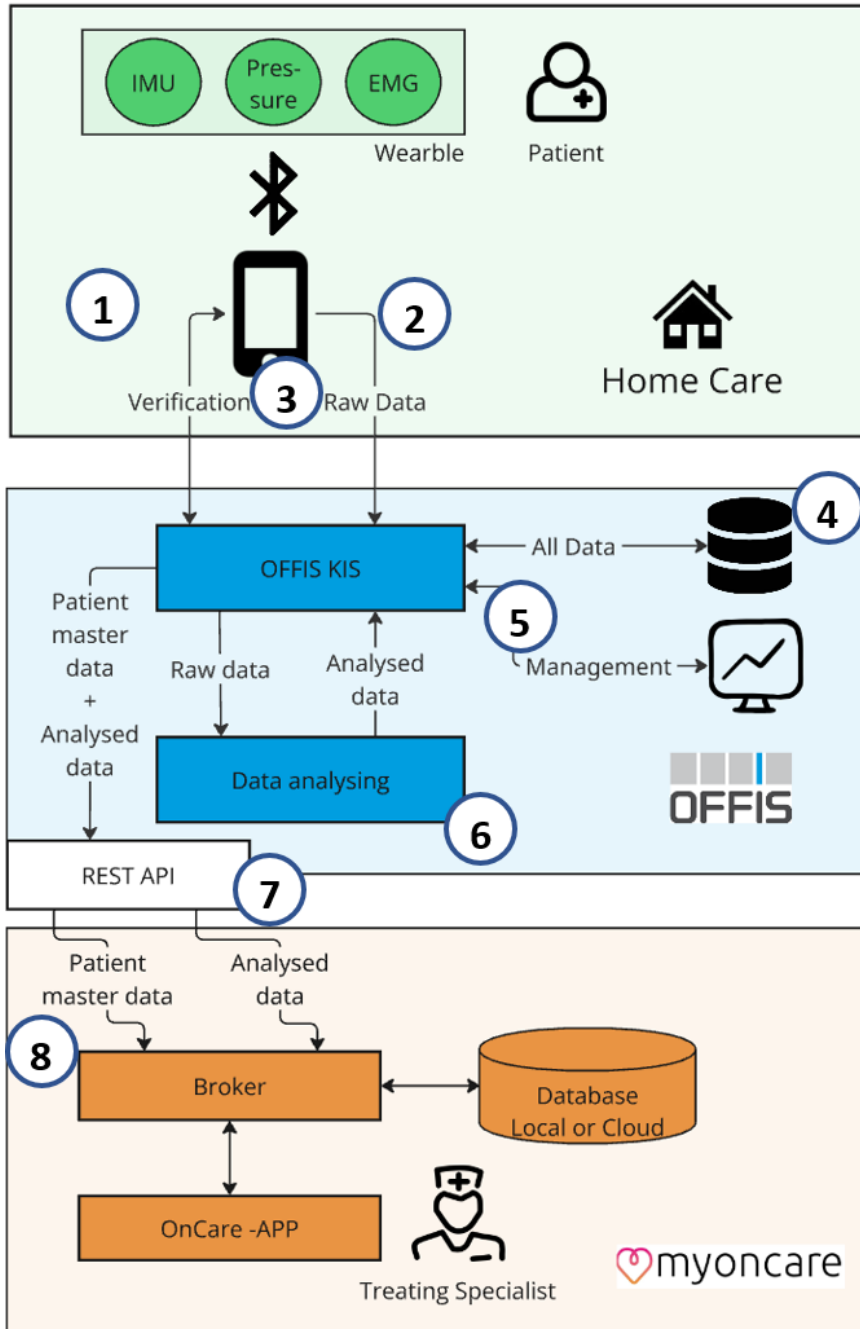 IMU
Pres-
sure
EMG
Wearble
Patient
1
2
3
Verification
Raw Data
Home Care
4
OFFIS KIS
All Data
5
Management
Patient
master
data
+
Analysed
data
Raw data
Analysed
data
Data analysing
6
OFFIS
REST API
7
Patient
master data
Analysed
data
8
Broker
Database
Local or Cloud
OnCare -APP
Treating Specialist
myoncare